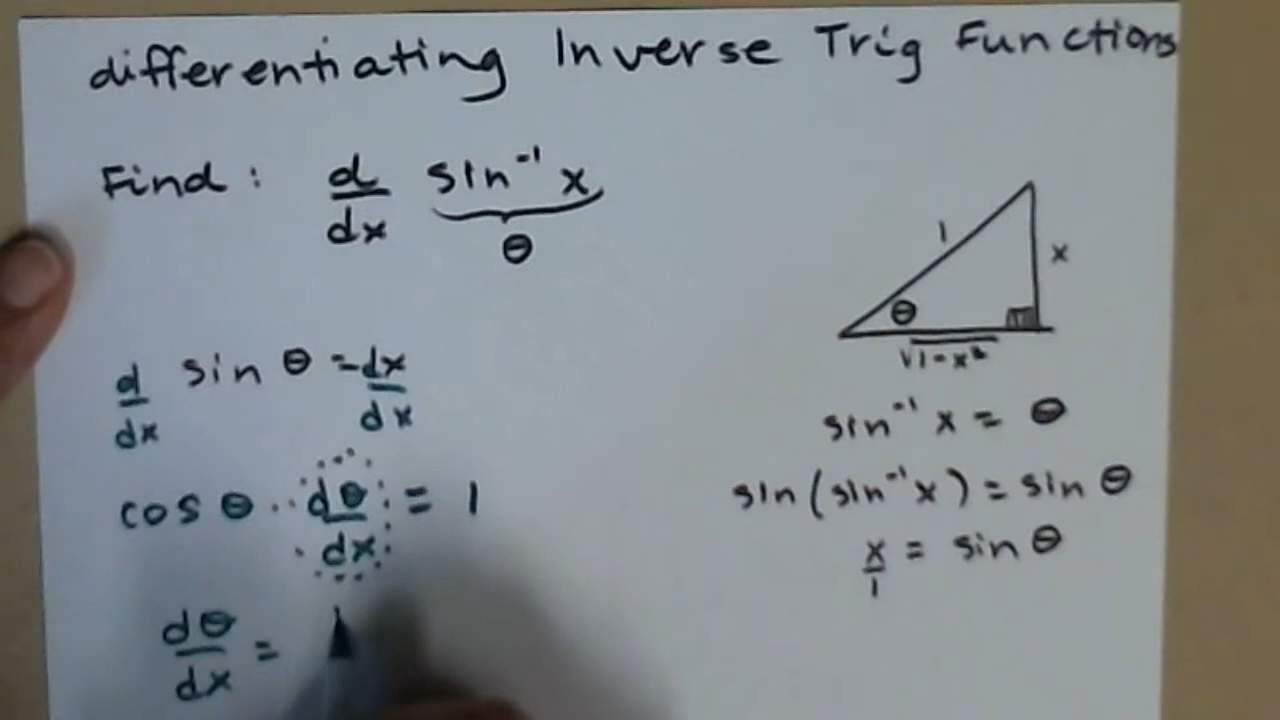 differentiating Inverse Trig Functions
Find: d/dx sin⁻¹ x
θ
1
x
θ
√1-x²
d/dx sin θ = dx/dx
cos θ · dθ/dx = 1
dθ/dx =
sin⁻¹ x = θ
sin(sin⁻¹x) = sin θ
x/1 = sin θ